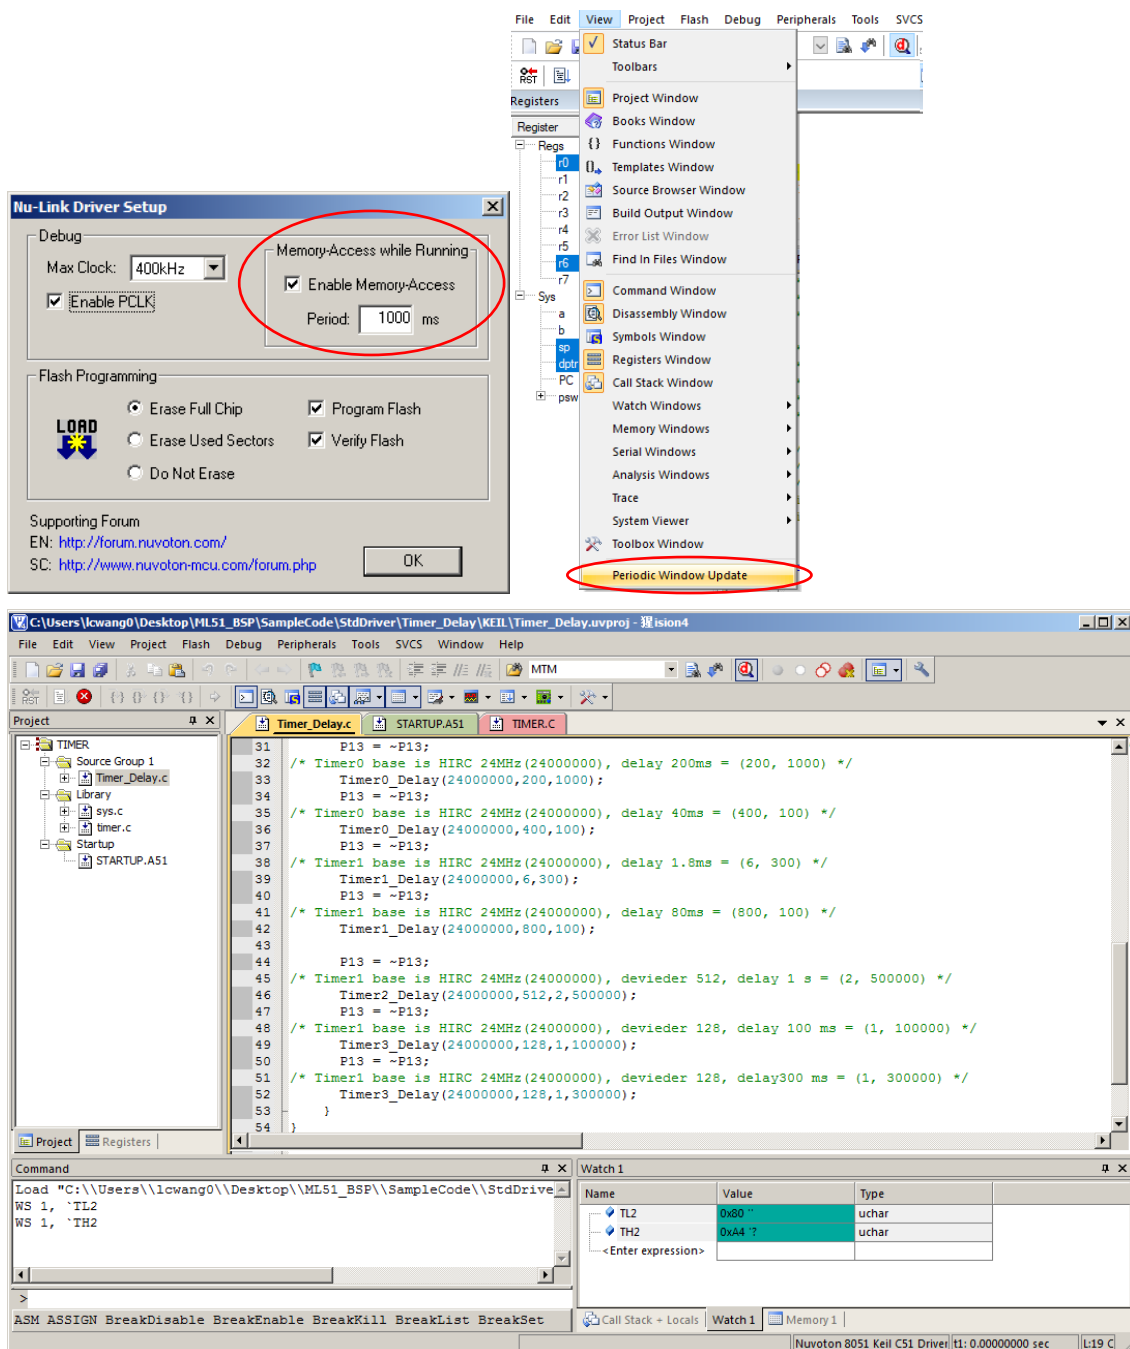 File Edit View Project Flash Debug Peripherals Tools SVCS
Status Bar
Toolbars
RST
Registers
Project Window
Register
Books Window
Regs
Functions Window
r0
Templates Window
r1
Source Browser Window
r2
Build Output Window
r3
r4
Error List Window
r5
Find In Files Window
r6
r7
Command Window
Sys
Disassembly Window
a
Symbols Window
b
Registers Window
sp
dptr
Call Stack Window
PC
Watch Windows
psw
Memory Windows
Serial Windows
Analysis Windows
Trace
System Viewer
Toolbox Window
Periodic Window Update
Nu-Link Driver Setup
Debug
Max Clock: 400kHz
Enable PCLK
Memory-Access while Running
Enable Memory-Access
Period: 1000 ms
Flash Programming
LOAD
Erase Full Chip
Erase Used Sectors
Do Not Erase
Program Flash
Verify Flash
Supporting Forum
EN: http://forum.nuvoton.com/
SC: http://www.nuvoton-mcu.com/forum.php
OK
C:\Users\lcwang0\Desktop\ML51_BSP\SampleCode\StdDriver\Timer_Delay\KEIL\Timer_Delay.uvproj - 猩ision4
File Edit View Project Flash Debug Peripherals Tools SVCS Window Help
MTM
RST
Project
TIMER
Source Group 1
Timer_Delay.c
Library
sys.c
timer.c
Startup
STARTUP.A51
Project Registers
Timer_Delay.c STARTUP.A51 TIMER.C
31 P13 = ~P13;
32 /* Timer0 base is HIRC 24MHz(24000000), delay 200ms = (200, 1000) */
33 Timer0_Delay(24000000,200,1000);
34 P13 = ~P13;
35 /* Timer0 base is HIRC 24MHz(24000000), delay 40ms = (400, 100) */
36 Timer0_Delay(24000000,400,100);
37 P13 = ~P13;
38 /* Timer1 base is HIRC 24MHz(24000000), delay 1.8ms = (6, 300) */
39 Timer1_Delay(24000000,6,300);
40 P13 = ~P13;
41 /* Timer1 base is HIRC 24MHz(24000000), delay 80ms = (800, 100) */
42 Timer1_Delay(24000000,800,100);
43
44 P13 = ~P13;
45 /* Timer1 base is HIRC 24MHz(24000000), devieder 512, delay 1 s = (2, 500000) */
46 Timer2_Delay(24000000,512,2,500000);
47 P13 = ~P13;
48 /* Timer1 base is HIRC 24MHz(24000000), devieder 128, delay 100 ms = (1, 100000) */
49 Timer3_Delay(24000000,128,1,100000);
50 P13 = ~P13;
51 /* Timer1 base is HIRC 24MHz(24000000), devieder 128, delay300 ms = (1, 300000) */
52 Timer3_Delay(24000000,128,1,300000);
53 }
54 }
Command
Load "C:\\Users\\lcwang0\\Desktop\\ML51_BSP\\SampleCode\\StdDrive
WS 1, `TL2
WS 1, `TH2
>
ASM ASSIGN BreakDisable BreakEnable BreakKill BreakList BreakSet
Watch 1
Name Value Type
TL2 0x80 '' uchar
TH2 0xA4 '? uchar
<Enter expression>
Call Stack + Locals Watch 1 Memory 1
Nuvoton 8051 Keil C51 Driver t1: 0.00000000 sec L:19 C